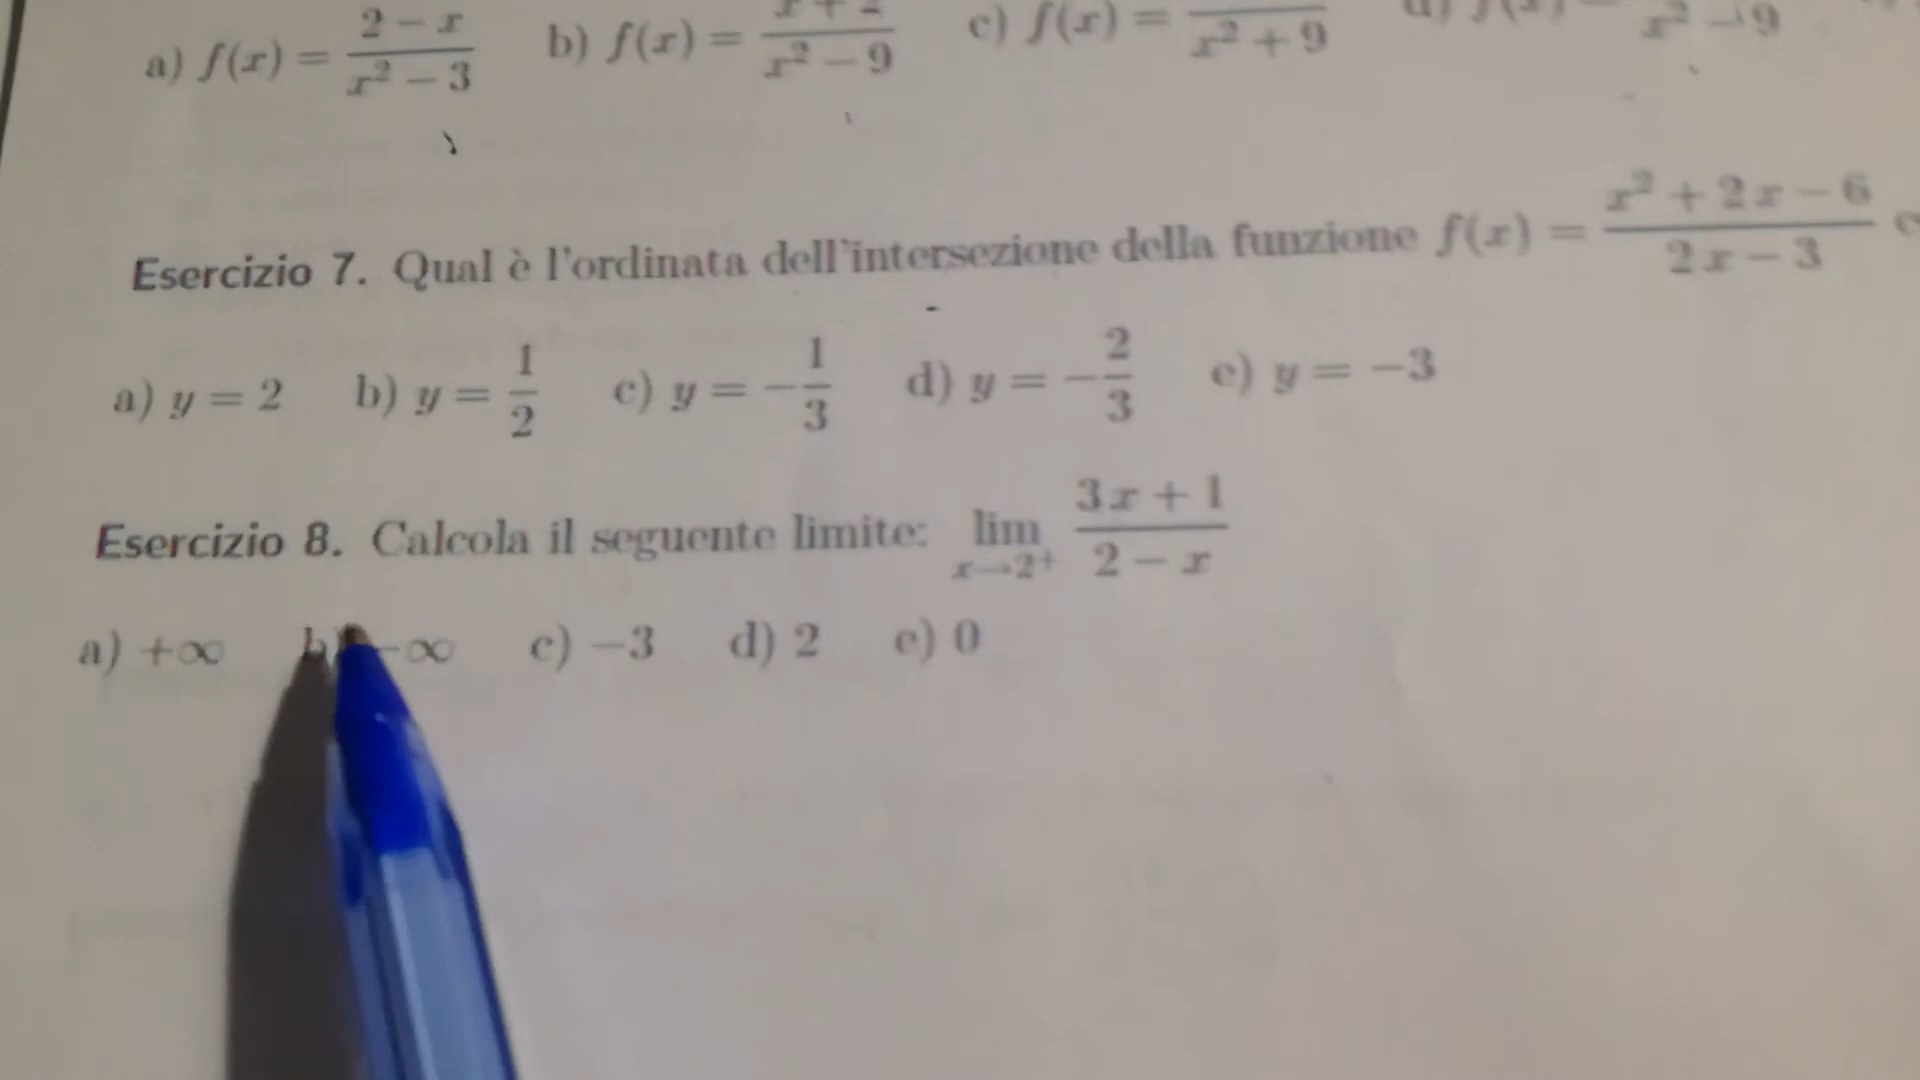 a) f(x) = (2 − x)/(x² − 3) b) f(x) = /(x² − 9) c) f(x) = /(x² + 9) /(x² − 9)
Esercizio 7. Qual è l'ordinata dell'intersezione della funzione f(x) = (x² + 2x − 6)/(2x − 3)
a) y = 2 b) y = 1/2 c) y = −1/3 d) y = −2/3 e) y = −3
Esercizio 8. Calcola il seguente limite: lim x→2⁺ (3x + 1)/(2 − x)
a) +∞ b) −∞ c) −3 d) 2 e) 0